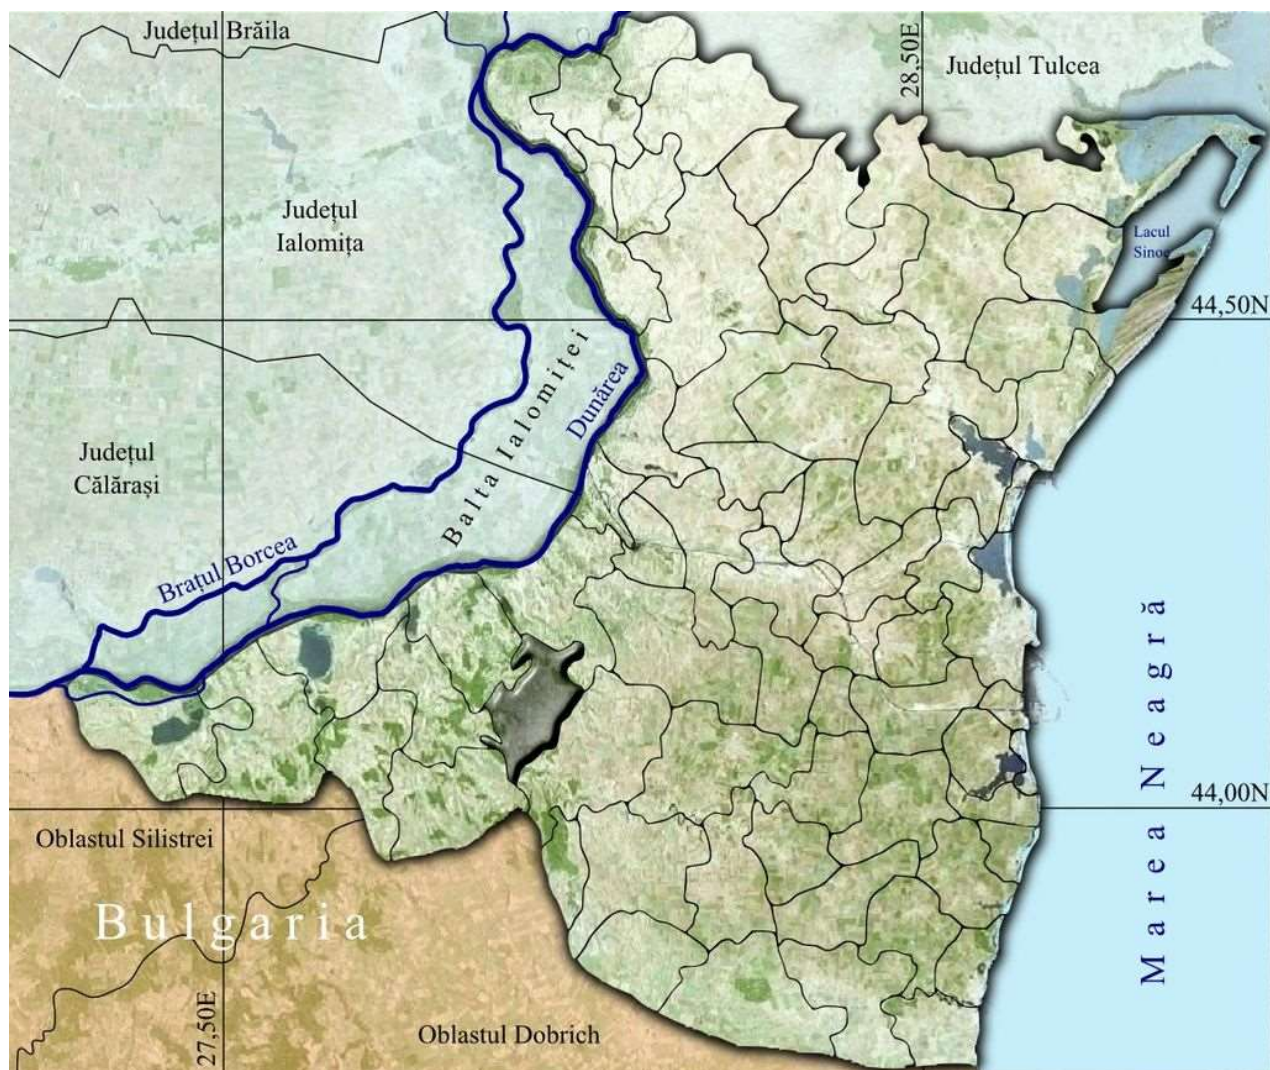 Județul Brăila
28,50E
Județul Tulcea
Județul
Ialomița
Lacul
Sinoe
44,50N
Balta Ialomiței
Dunărea
Județul
Călărași
Brațul Borcea
Marea Neagră
44,00N
Oblastul Silistrei
Bulgaria
27,50E
Oblastul Dobrich